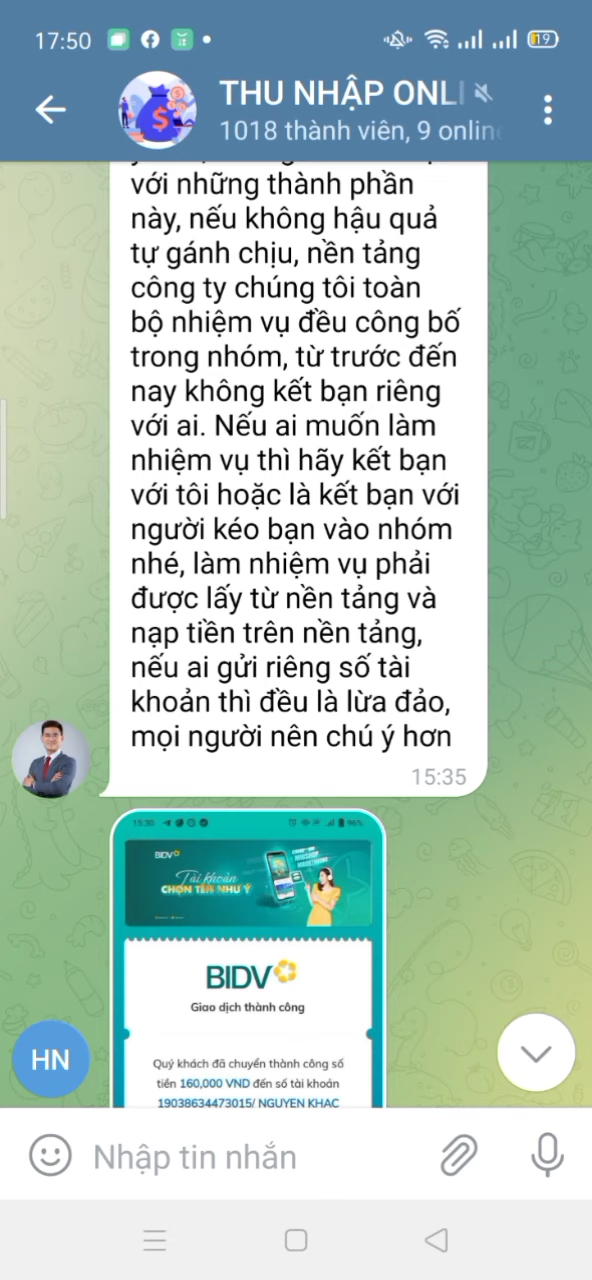 17:50
19
THU NHẬP ONLI
1018 thành viên, 9 online
với những thành phần
này, nếu không hậu quả
tự gánh chịu, nền tảng
công ty chúng tôi toàn
bộ nhiệm vụ đều công bố
trong nhóm, từ trước đến
nay không kết bạn riêng
với ai. Nếu ai muốn làm
nhiệm vụ thì hãy kết bạn
với tôi hoặc là kết bạn với
người kéo bạn vào nhóm
nhé, làm nhiệm vụ phải
được lấy từ nền tảng và
nạp tiền trên nền tảng,
nếu ai gửi riêng số tài
khoản thì đều là lừa đảo,
mọi người nên chú ý hơn
15:35
15:30
96%
BIDV
Tài khoản
CHỌN TÊN NHƯ Ý
BIDV
Giao dịch thành công
Quý khách đã chuyển thành công số
tiền 160,000 VND đến số tài khoản
19038634473015/ NGUYEN KHAC
HN
Nhập tin nhắn